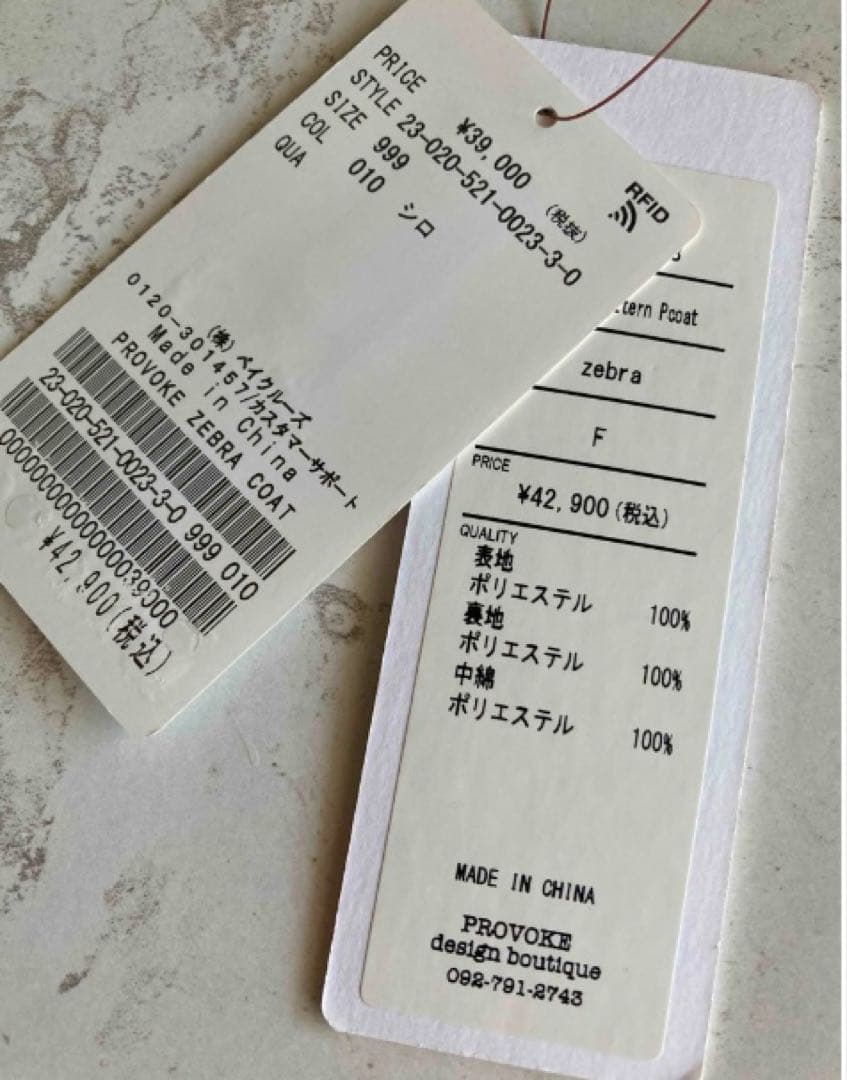 PRICE ¥39,000 (税抜)
STYLE 23-020-521-0023-3-0
SIZE 999
COL 010 シロ
QUA
RFID
(株) ベイクルーズ
0120-301457/カスタマーサポート
Made in China
PROVOKE ZEBRA COAT
23-020-521-0023-3-0 999 010
¥42,900(税込)
Pcoat
zebra
F
PRICE
¥42,900(税込)
QUALITY
表地
ポリエステル 100%
裏地
ポリエステル 100%
中綿
ポリエステル 100%
MADE IN CHINA
PROVOKE
design boutique
092-791-2743